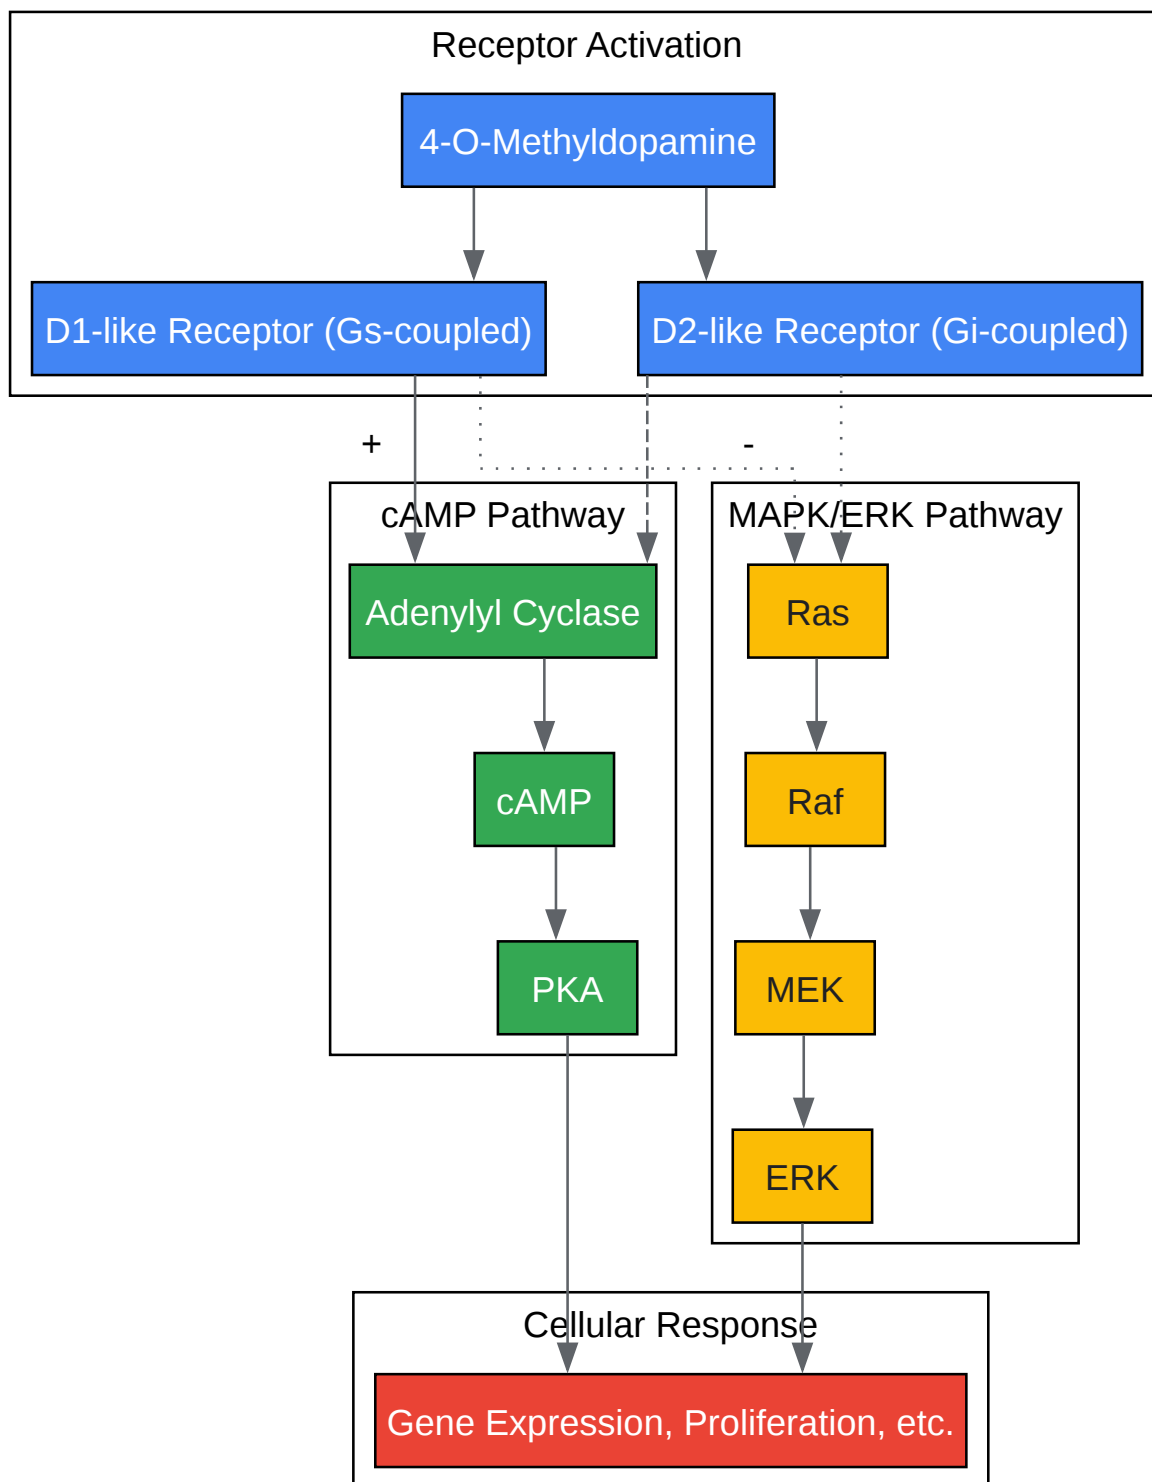 Receptor Activation
4-O-Methyldopamine
D1-like Receptor (Gs-coupled)
D2-like Receptor (Gi-coupled)
+
-
cAMP Pathway
MAPK/ERK Pathway
Adenylyl Cyclase
Ras
cAMP
Raf
PKA
MEK
ERK
Cellular Response
Gene Expression, Proliferation, etc.